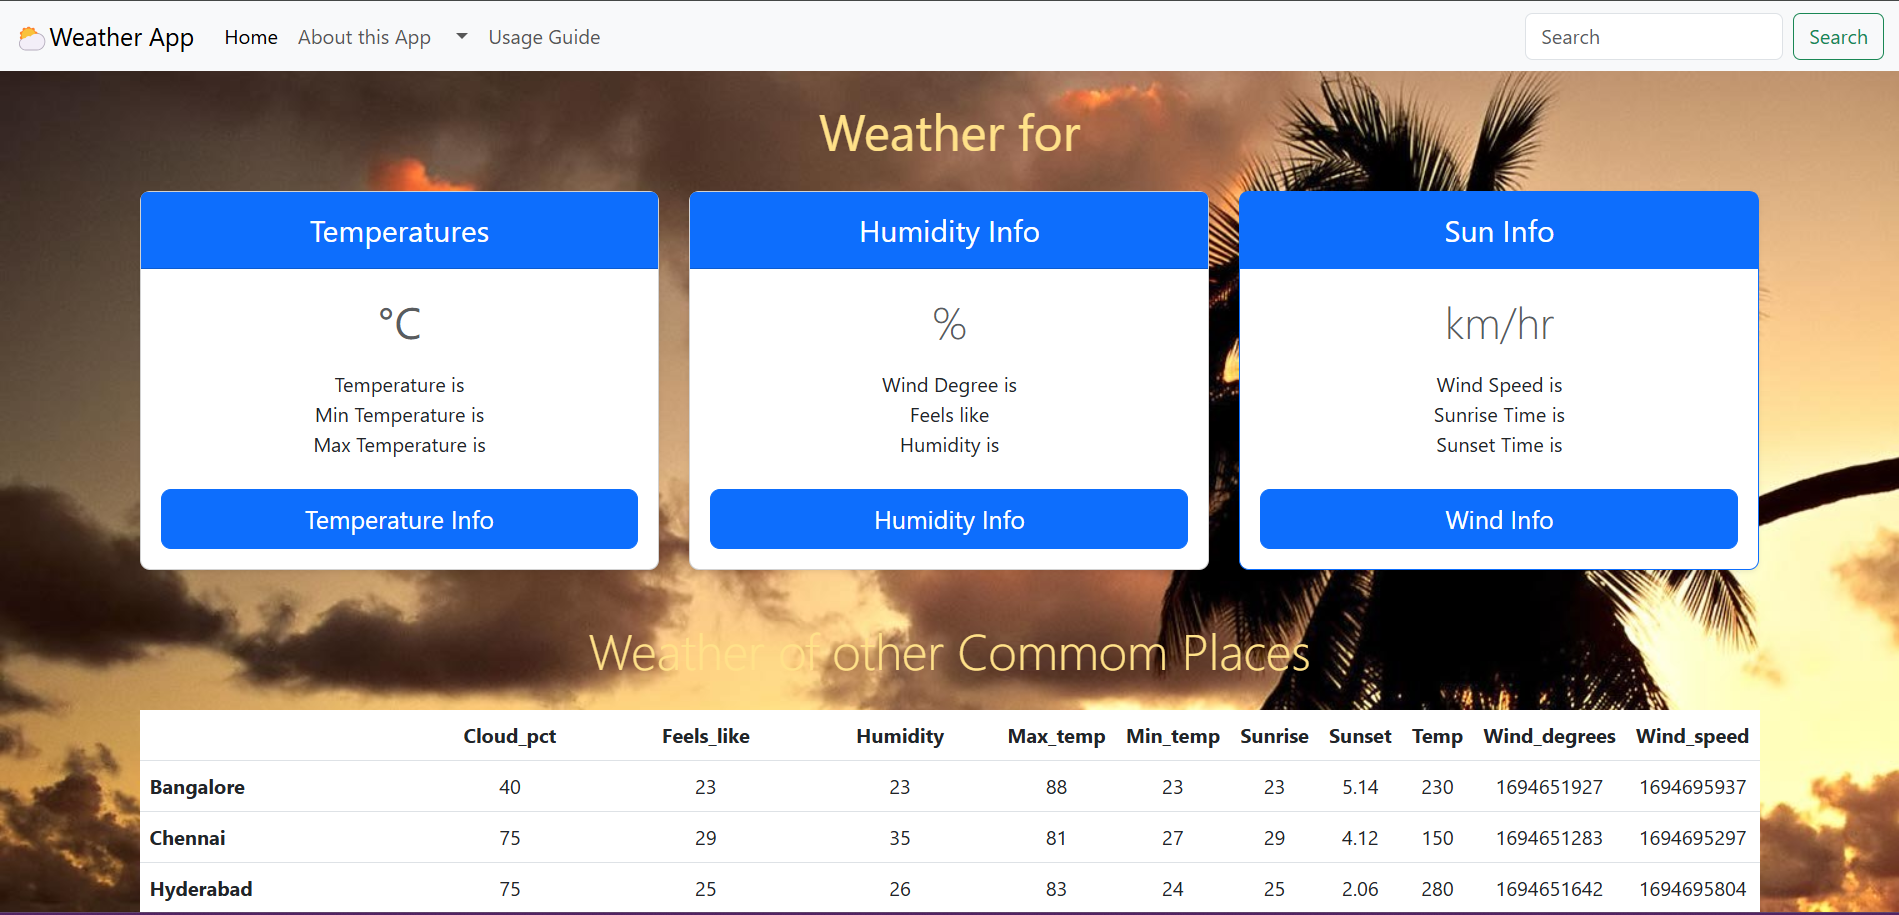 Weather App Home About this App Usage Guide Search Search
Weather for
Temperatures Humidity Info Sun Info
°C % km/hr
Temperature is Wind Degree is Wind Speed is
Min Temperature is Feels like Sunrise Time is
Max Temperature is Humidity is Sunset Time is
Temperature Info Humidity Info Wind Info
Weather of other Commom Places
Cloud_pct Feels_like Humidity Max_temp Min_temp Sunrise Sunset Temp Wind_degrees Wind_speed
Bangalore 40 23 23 88 23 23 5.14 230 1694651927 1694695937
Chennai 75 29 35 81 27 29 4.12 150 1694651283 1694695297
Hyderabad 75 25 26 83 24 25 2.06 280 1694651642 1694695804